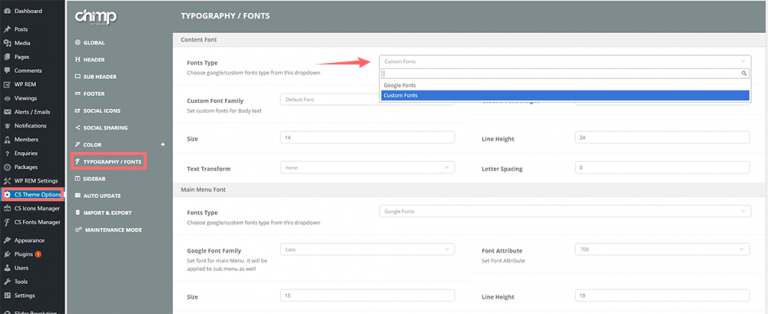 Dashboard
Posts
Media
Pages
Comments
WP REM
Viewings
Alerts / Emails
Notifications
Members
Enquiries
Packages
WP REM Settings
CS Theme Options
CS Icons Manager
CS Fonts Manager
Appearance
Plugins 1
Users
Tools
Settings
Slider Revolution
chimp
GLOBAL
HEADER
SUB HEADER
FOOTER
SOCIAL ICONS
SOCIAL SHARING
COLOR +
TYPOGRAPHY / FONTS
SIDEBAR
AUTO UPDATE
IMPORT & EXPORT
MAINTENANCE MODE
TYPOGRAPHY / FONTS
Content Font
Fonts Type
Choose google/custom fonts type from this dropdown
Custom Fonts
Google Fonts
Custom Fonts
Custom Font Family
Set custom fonts for Body text
Default Font
Size
14
Line Height
24
Text Transform
none
Letter Spacing
0
Main Menu Font
Fonts Type
Choose google/custom fonts type from this dropdown
Google Fonts
Google Font Family
Set font for main Menu. It will be
applied to sub menu as well
Lato
Font Attribute
Set Font Attribute
700
Size
15
Line Height
19